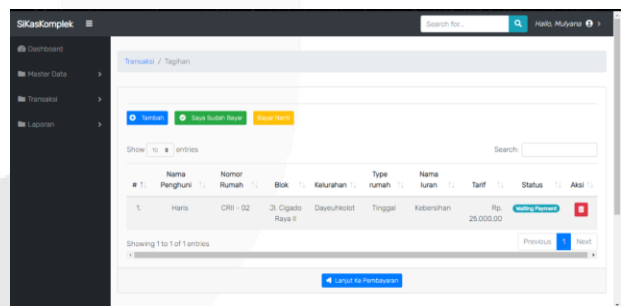 SiKasKomplek
Search for...
Hallo, Mulyana
Dashboard
Master Data
Transaksi
Laporan
Transaksi / Tagihan
Tambah
Saya Sudah Bayar
Bayar Nanti
Show 10 entries
Search:
# Nama Penghuni Nomor Rumah Blok Kelurahan Type rumah Nama Iuran Tarif Status Aksi
1. Haris CRII - 02 Jl. Cigado Raya II Dayeuhkolot Tinggal Kebersihan Rp. 25.000,00 Waiting Payment
Showing 1 to 1 of 1 entries
Previous 1 Next
Lanjut Ke Pembayaran